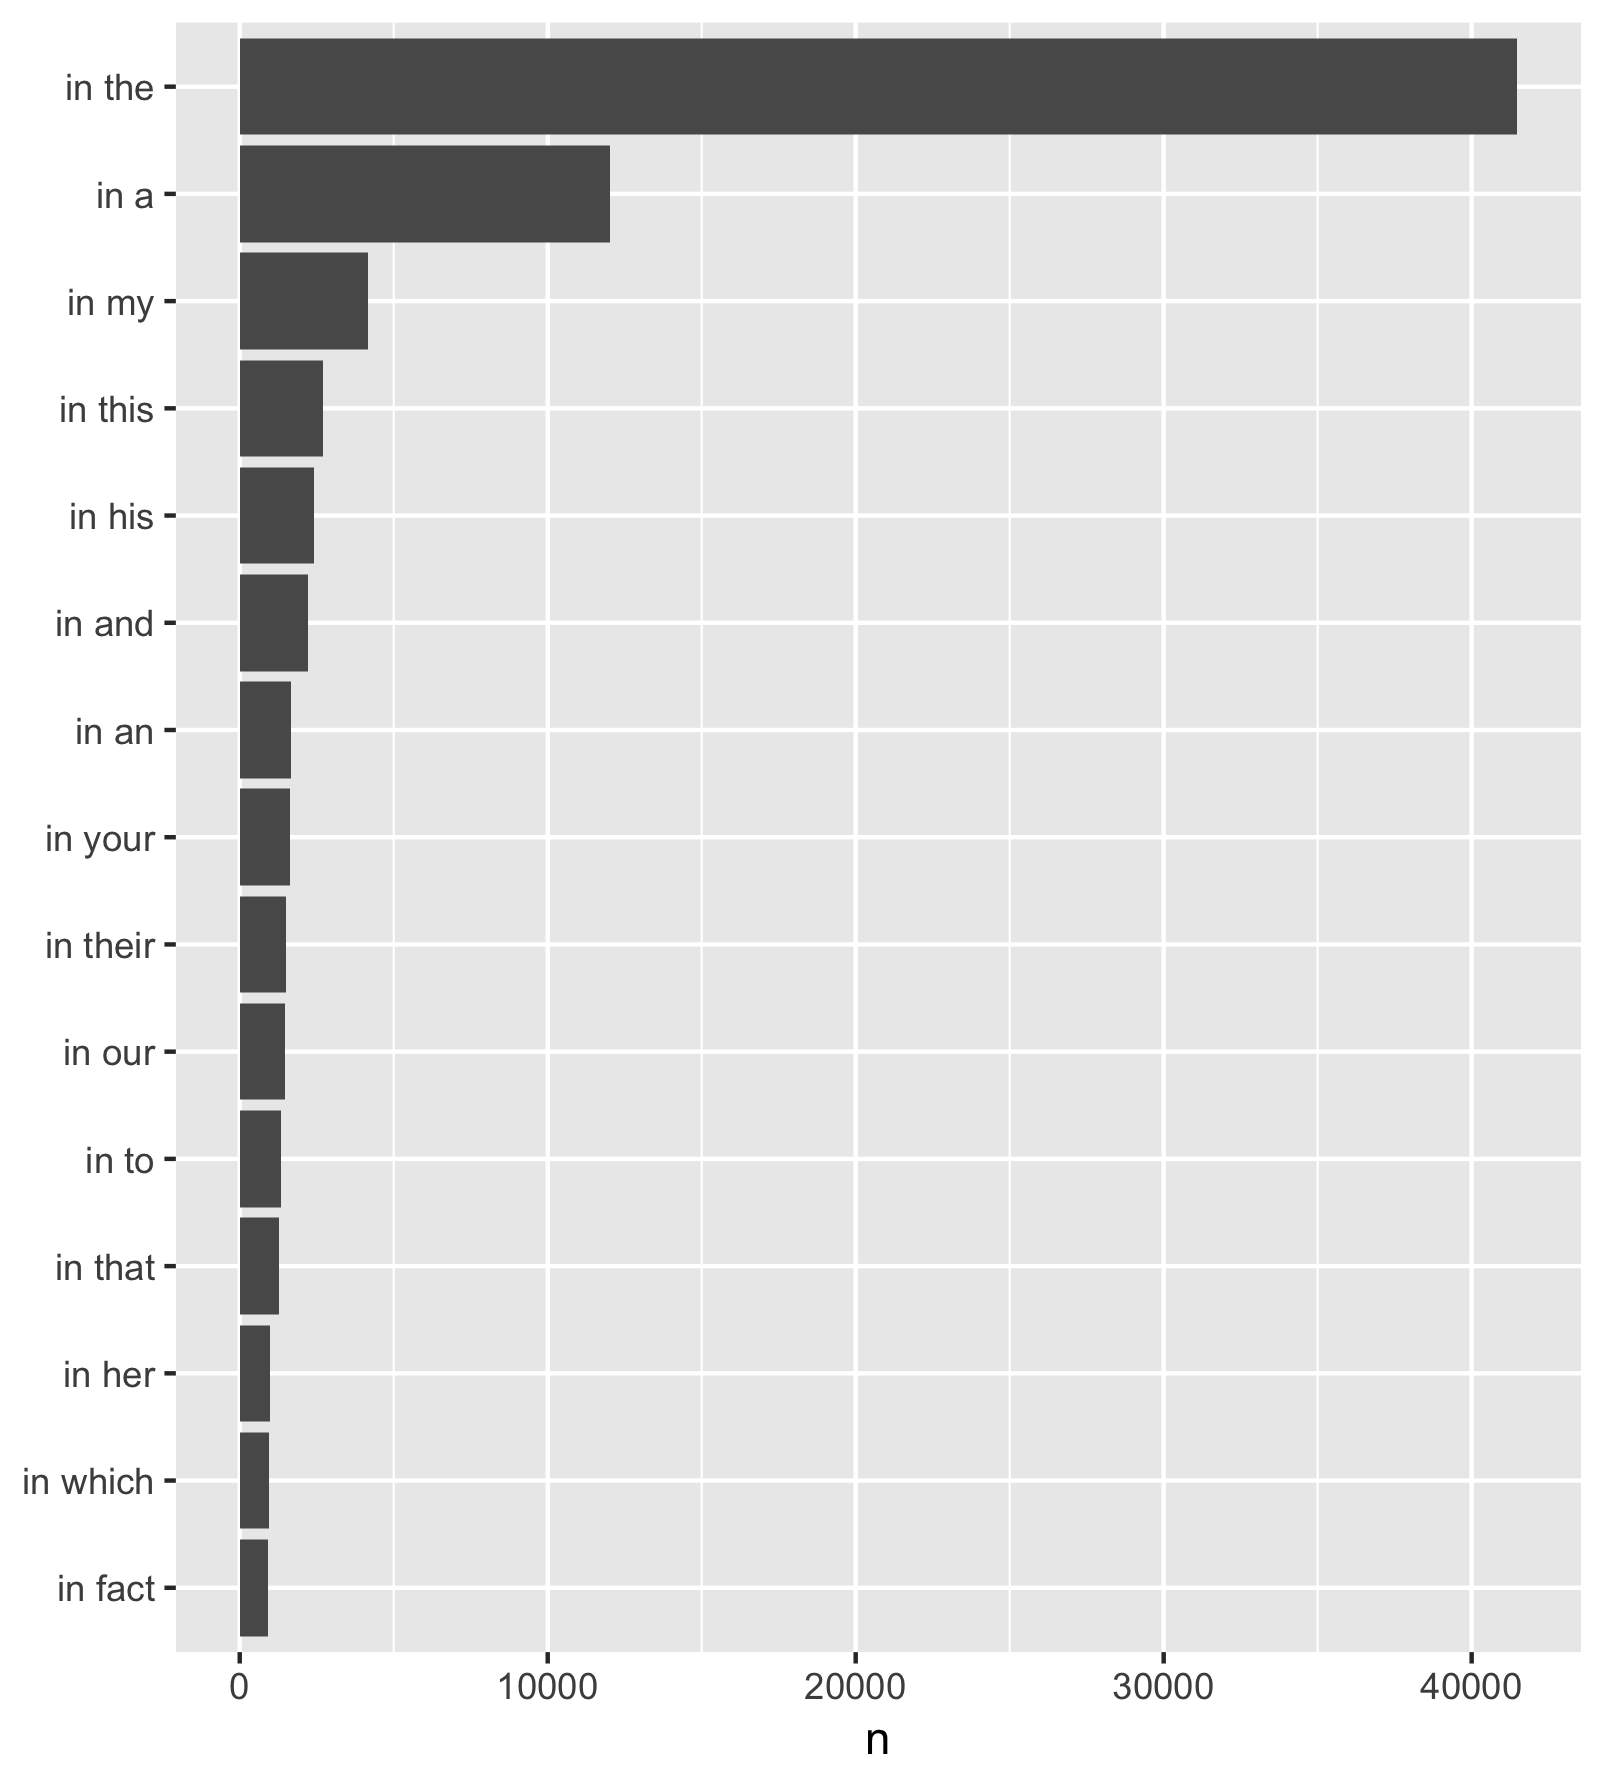 in the
in a
in my
in this
in his
in and
in an
in your
in their
in our
in to
in that
in her
in which
in fact
0 10000 20000 30000 40000
n